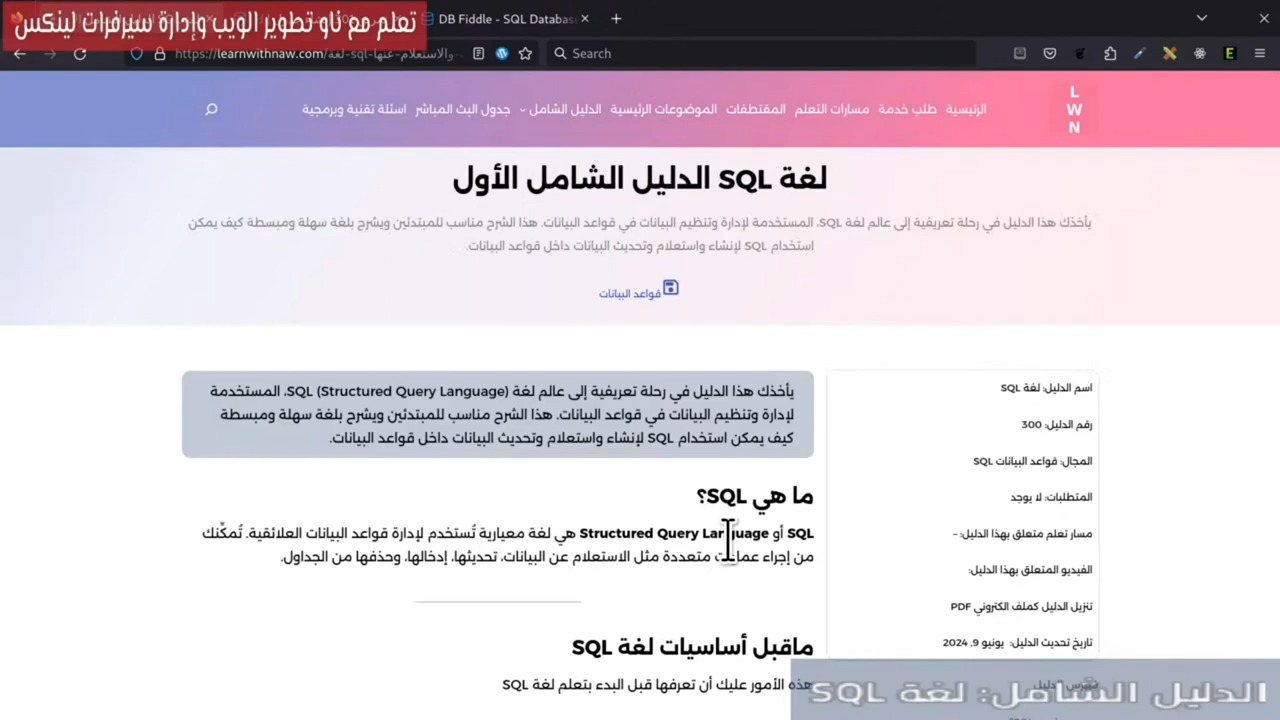 تعلم مع ناو تطوير الويب وإدارة سيرفرات لينكس
DB Fiddle - SQL Databas
https://learnwithnaw.com/لغة-sql-والاستعلام-عنها
Search
L
W
N
الرئيسية طلب خدمة مسارات التعلم المقتطفات الموضوعات الرئيسية الدليل الشامل جدول البث المباشر اسئلة تقنية وبرمجية
لغة SQL الدليل الشامل الأول
يأخذك هذا الدليل في رحلة تعريفية إلى عالم لغة SQL، المستخدمة لإدارة وتنظيم البيانات في قواعد البيانات. هذا الشرح مناسب للمبتدئين ويشرح بلغة سهلة ومبسطة كيف يمكن
استخدام SQL لإنشاء واستعلام وتحديث البيانات داخل قواعد البيانات.
قواعد البيانات
اسم الدليل: لغة SQL
رقم الدليل: 300
المجال: قواعد البيانات SQL
المتطلبات: لا يوجد
مسار تعلم متعلق بهذا الدليل: –
الفيديو المتعلق بهذا الدليل:
تنزيل الدليل كملف الكتروني PDF
تاريخ تحديث الدليل: يونيو 9, 2024
فهرس الدليل
يأخذك هذا الدليل في رحلة تعريفية إلى عالم لغة SQL (Structured Query Language)، المستخدمة
لإدارة وتنظيم البيانات في قواعد البيانات. هذا الشرح مناسب للمبتدئين ويشرح بلغة سهلة ومبسطة
كيف يمكن استخدام SQL لإنشاء واستعلام وتحديث البيانات داخل قواعد البيانات.
ما هي SQL؟
SQL أو Structured Query Language هي لغة معيارية تُستخدم لإدارة قواعد البيانات العلائقية. تُمكّنك
من إجراء عمليات متعددة مثل الاستعلام عن البيانات، تحديثها، إدخالها، وحذفها من الجداول.
ماقبل أساسيات لغة SQL
هذه الأمور عليك أن تعرفها قبل البدء بتعلم لغة SQL
الدليل الشامل: لغة SQL